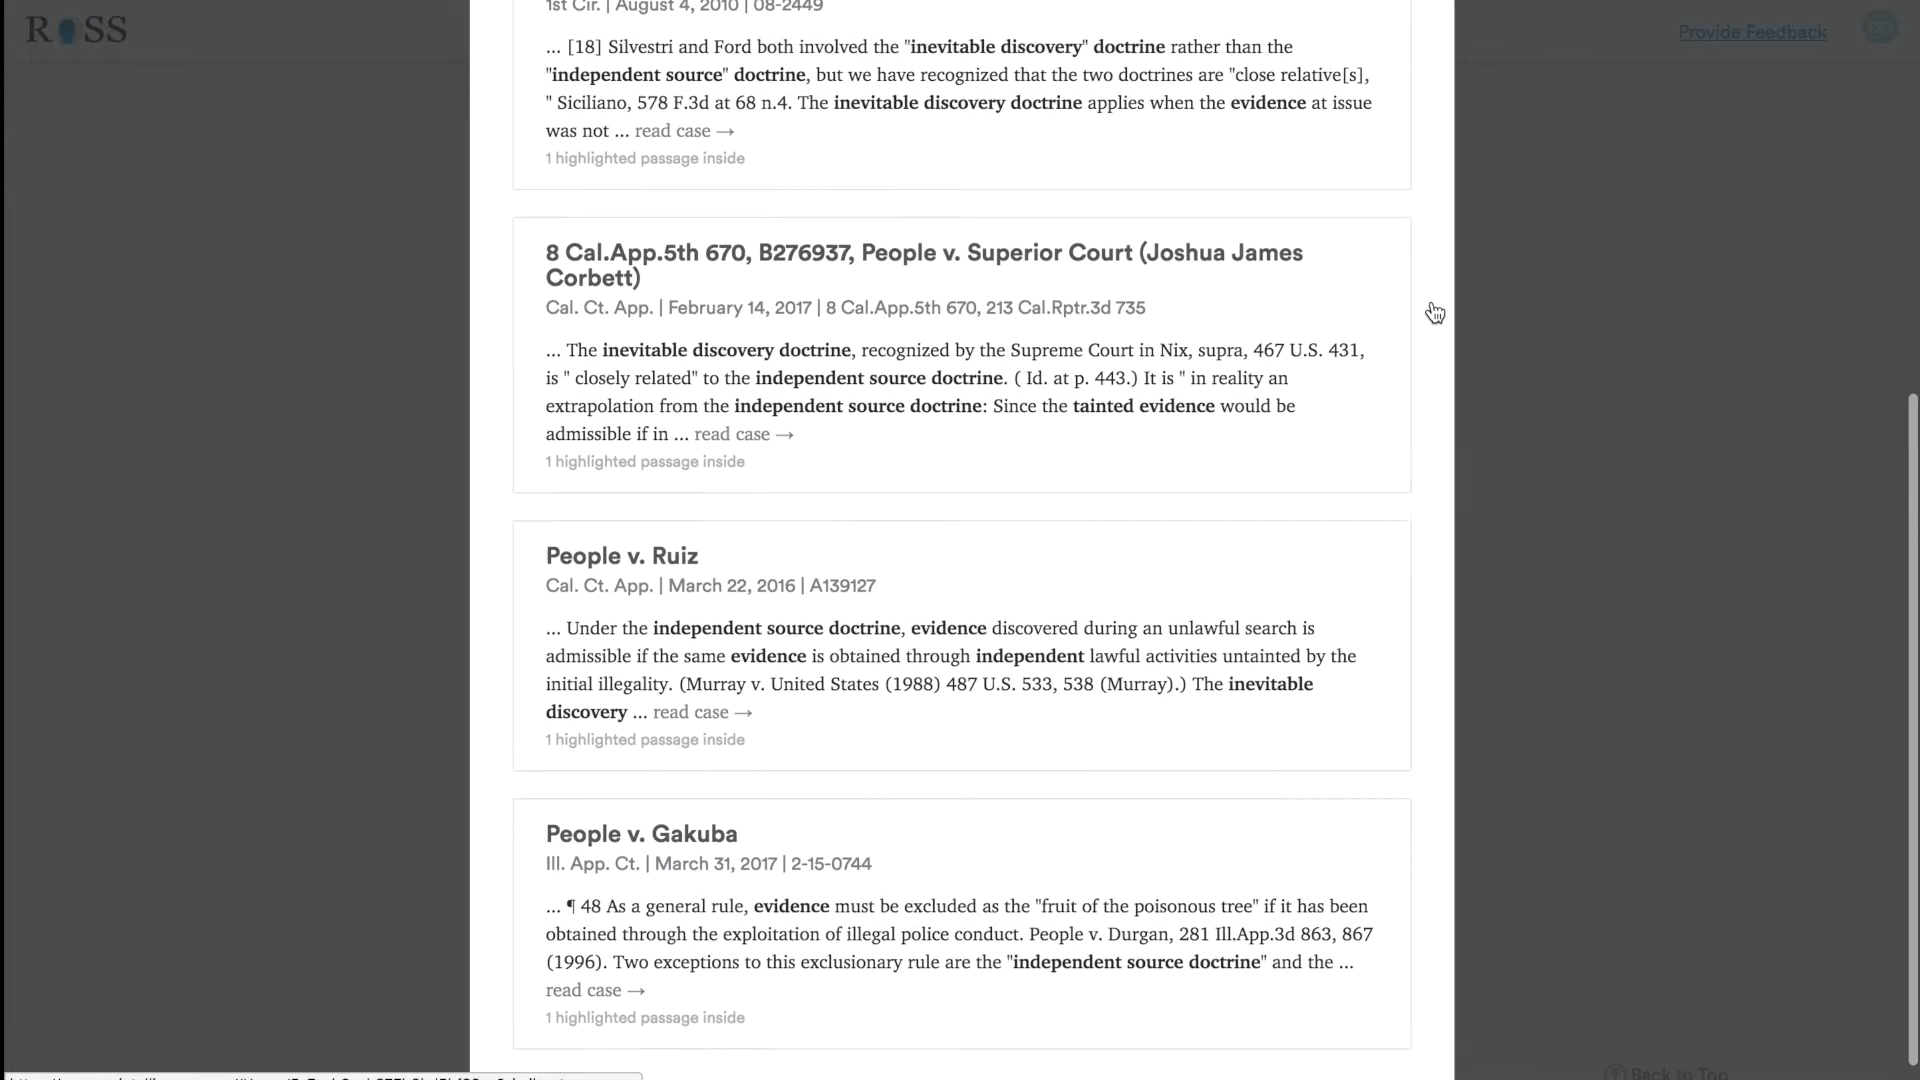 ROSS
Provide Feedback
1st Cir. | August 4, 2010 | 08-2449
... [18] Silvestri and Ford both involved the "inevitable discovery" doctrine rather than the
"independent source" doctrine, but we have recognized that the two doctrines are "close relative[s],
" Siciliano, 578 F.3d at 68 n.4. The inevitable discovery doctrine applies when the evidence at issue
was not ... read case →
1 highlighted passage inside
8 Cal.App.5th 670, B276937, People v. Superior Court (Joshua James
Corbett)
Cal. Ct. App. | February 14, 2017 | 8 Cal.App.5th 670, 213 Cal.Rptr.3d 735
... The inevitable discovery doctrine, recognized by the Supreme Court in Nix, supra, 467 U.S. 431,
is " closely related" to the independent source doctrine. ( Id. at p. 443.) It is " in reality an
extrapolation from the independent source doctrine: Since the tainted evidence would be
admissible if in ... read case →
1 highlighted passage inside
People v. Ruiz
Cal. Ct. App. | March 22, 2016 | A139127
... Under the independent source doctrine, evidence discovered during an unlawful search is
admissible if the same evidence is obtained through independent lawful activities untainted by the
initial illegality. (Murray v. United States (1988) 487 U.S. 533, 538 (Murray).) The inevitable
discovery ... read case →
1 highlighted passage inside
People v. Gakuba
Ill. App. Ct. | March 31, 2017 | 2-15-0744
... ¶ 48 As a general rule, evidence must be excluded as the "fruit of the poisonous tree" if it has been
obtained through the exploitation of illegal police conduct. People v. Durgan, 281 Ill.App.3d 863, 867
(1996). Two exceptions to this exclusionary rule are the "independent source doctrine" and the ...
read case →
1 highlighted passage inside
Back to Top